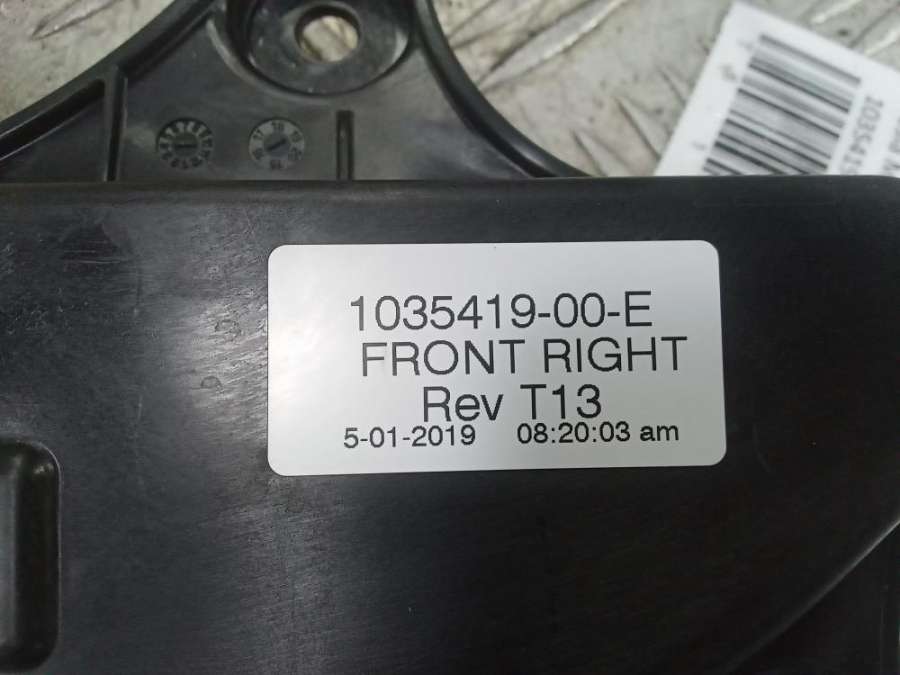 1035419-00-E
FRONT RIGHT
Rev T13
5-01-2019 08:20:03 am